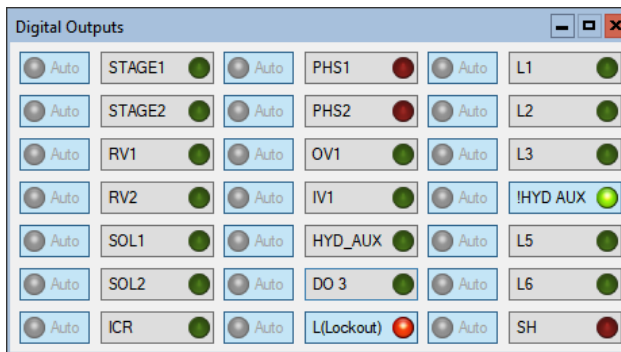 Digital Outputs
Auto STAGE1 Auto PHS1 Auto L1
Auto STAGE2 Auto PHS2 Auto L2
Auto RV1 Auto OV1 Auto L3
Auto RV2 Auto IV1 Auto !HYD AUX
Auto SOL1 Auto HYD_AUX Auto L5
Auto SOL2 Auto DO 3 Auto L6
Auto ICR Auto L(Lockout) Auto SH